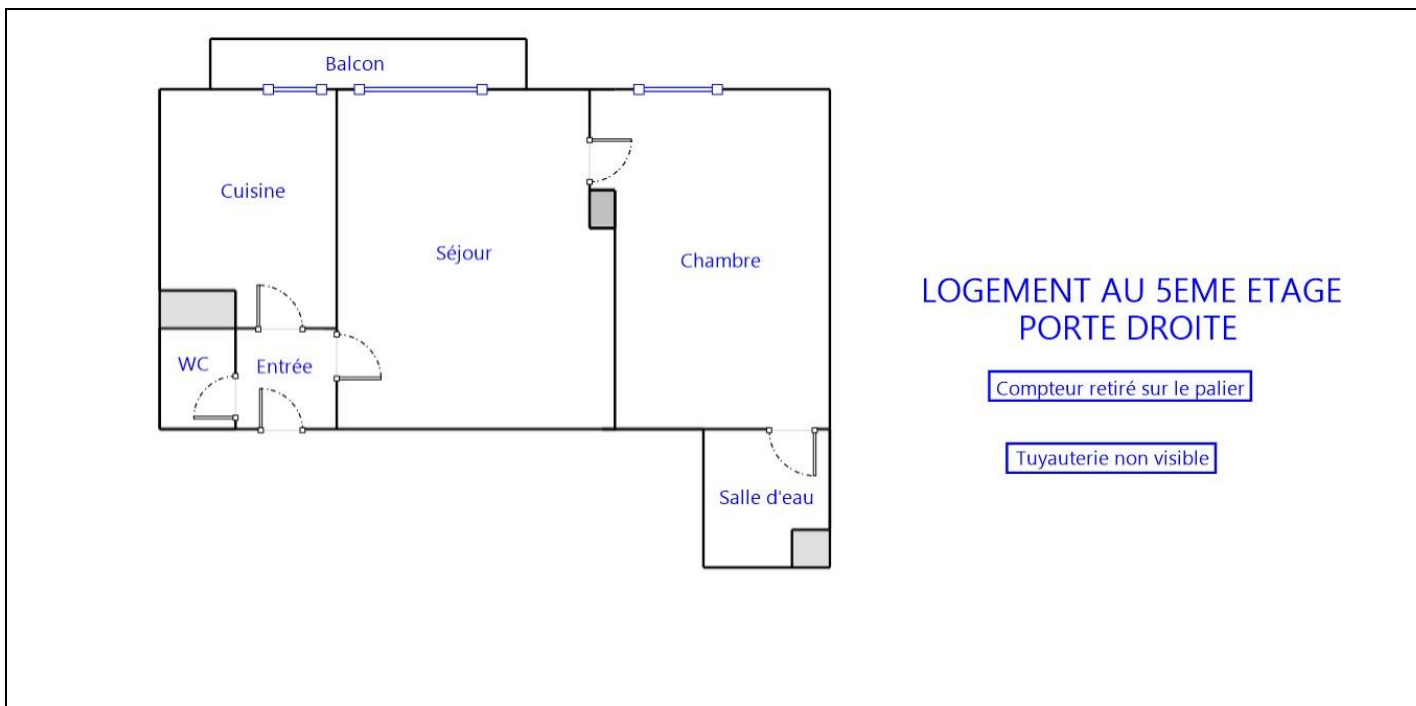 Balcon
Cuisine
Séjour
Chambre
WC
Entrée
Salle d'eau
LOGEMENT AU 5EME ETAGE
PORTE DROITE
Compteur retiré sur le palier
Tuyauterie non visible